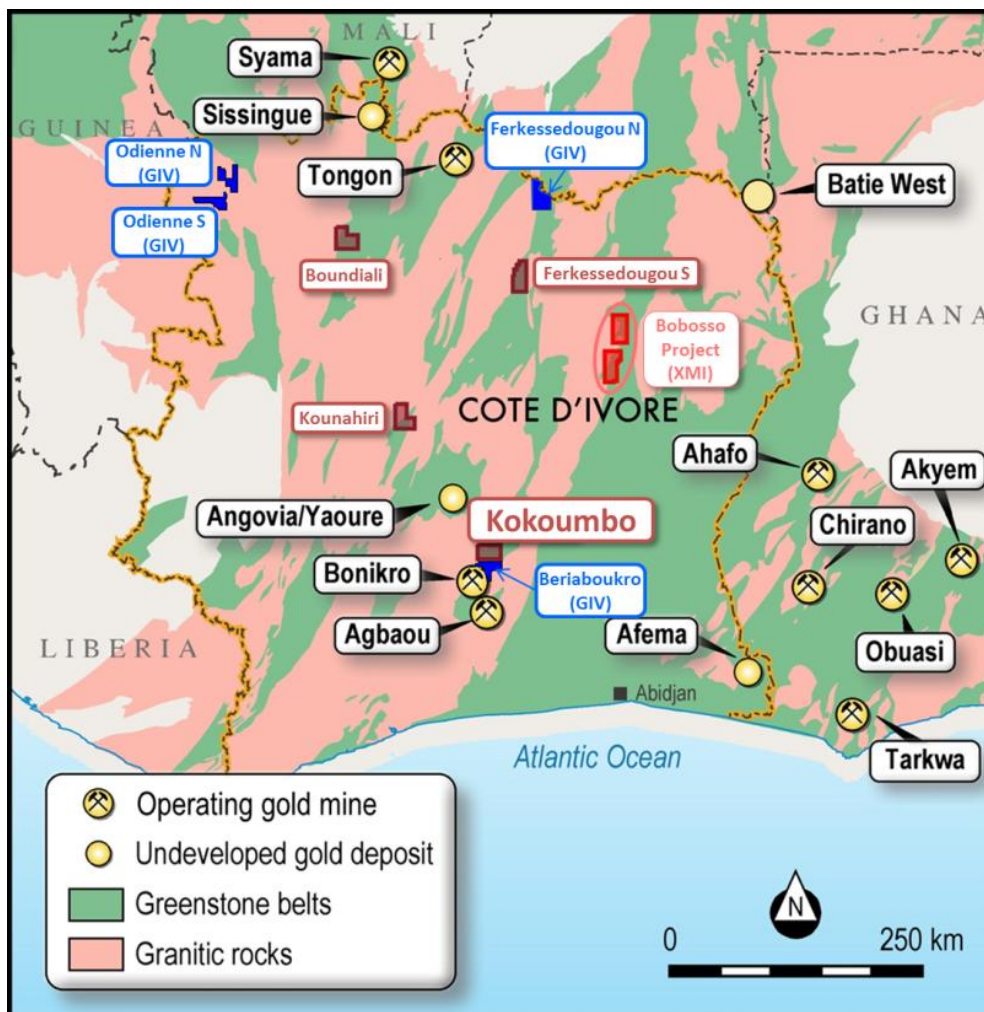 MALI
Syama
Sissingue
GUINEA
Odienne N
(GIV)
Ferkessedougou N
(GIV)
Tongon
Batie West
Odienne S
(GIV)
Boundiali
Ferkessedougou S
GHANA
Bobosso
Project
(XMI)
COTE D'IVORE
Kounahiri
Ahafo
Akyem
Angovia/Yaoure
Kokoumbo
Chirano
Bonikro
Beriaboukro
(GIV)
Agbaou
LIBERIA
Afema
Obuasi
Abidjan
Tarkwa
Atlantic Ocean
Operating gold mine
Undeveloped gold deposit
Greenstone belts
Granitic rocks
N
0 250 km